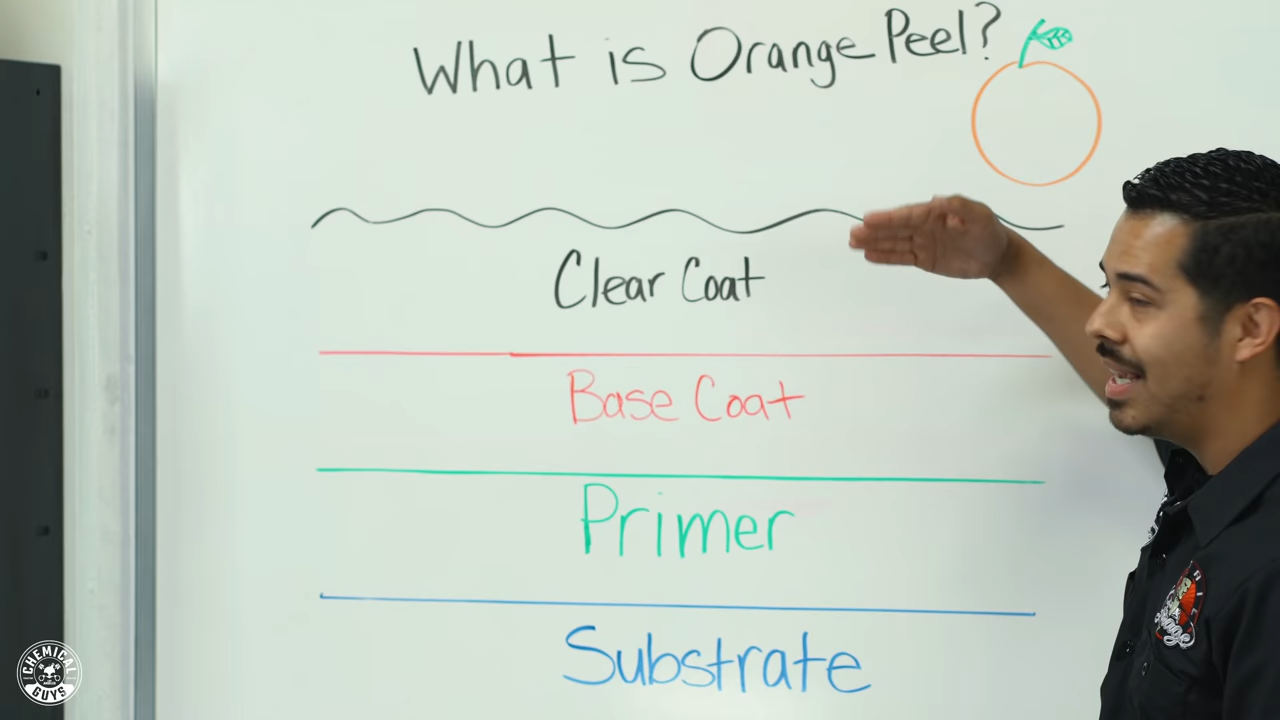 What is Orange Peel?
Clear Coat
Base Coat
Primer
Substrate
CHEMICAL
GUYS